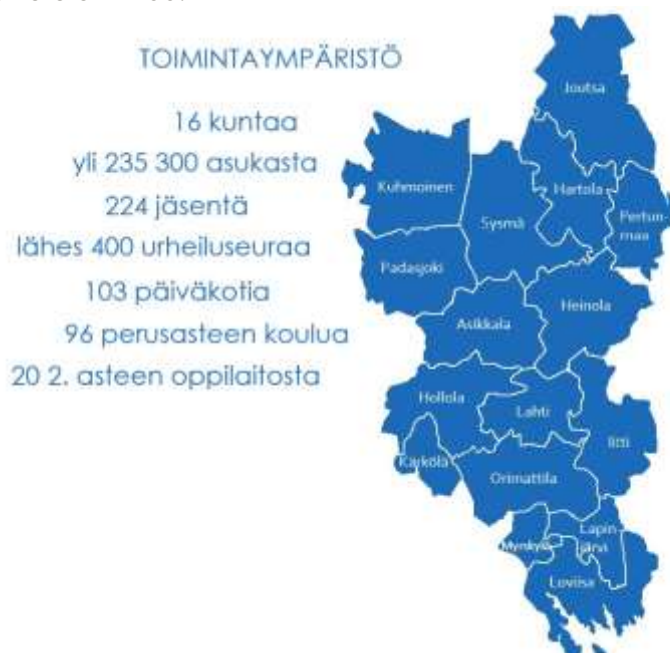 TOIMINTAYMPÄRISTÖ
16 kuntaa
yli 235 300 asukasta
224 jäsentä
lähes 400 urheiluseuraa
103 päiväkotia
96 perusasteen koulua
20 2. asteen oppilaitosta
Joutsa
Kuhmoinen
Hartola
Pertun-
maa
Sysmä
Padasjoki
Heinola
Asikkala
Hollola
Lahti
Iitti
Kärkölä
Orimattila
Lapin-
järvi
Loviisa